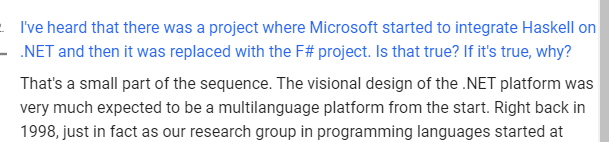 I've heard that there was a project where Microsoft started to integrate Haskell on
.NET and then it was replaced with the F# project. Is that true? If it's true, why?
That's a small part of the sequence. The visional design of the .NET platform was
very much expected to be a multilanguage platform from the start. Right back in
1998, just in fact as our research group in programming languages started at